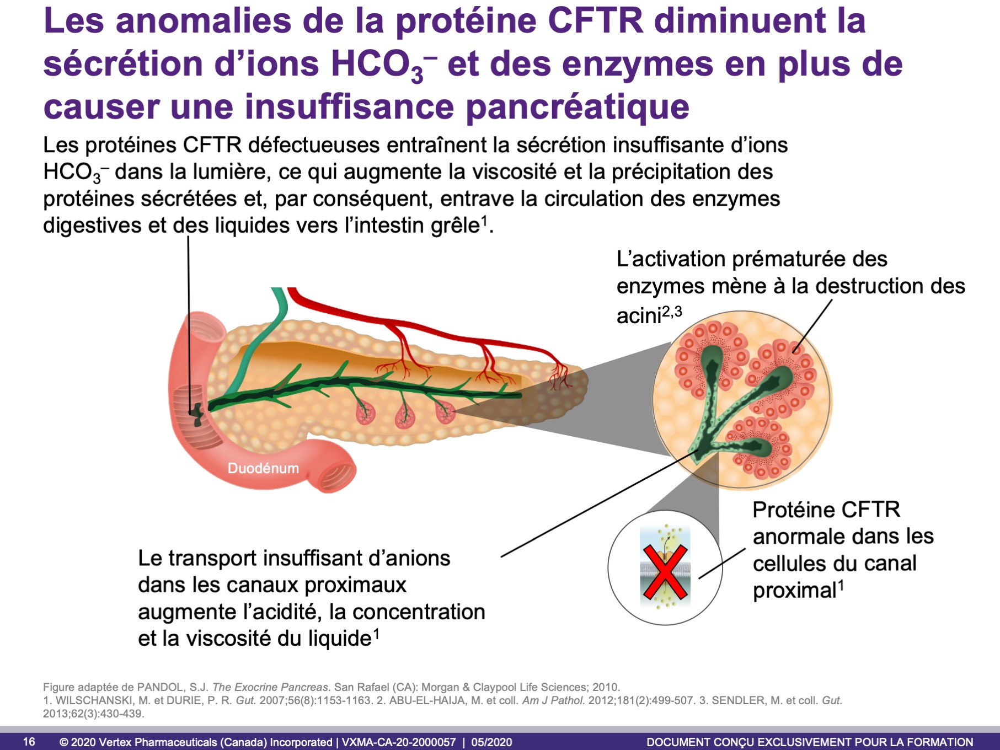 Les anomalies de la protéine CFTR diminuent la
sécrétion d’ions HCO₃⁻ et des enzymes en plus de
causer une insuffisance pancréatique
Les protéines CFTR défectueuses entraînent la sécrétion insuffisante d’ions
HCO₃⁻ dans la lumière, ce qui augmente la viscosité et la précipitation des
protéines sécrétées et, par conséquent, entrave la circulation des enzymes
digestives et des liquides vers l’intestin grêle¹.
L’activation prématurée des
enzymes mène à la destruction des
acini²,³
Duodénum
Protéine CFTR
anormale dans les
cellules du canal
proximal¹
Le transport insuffisant d’anions
dans les canaux proximaux
augmente l’acidité, la concentration
et la viscosité du liquide¹
Figure adaptée de PANDOL, S.J. The Exocrine Pancreas. San Rafael (CA): Morgan & Claypool Life Sciences; 2010.
1. WILSCHANSKI, M. et DURIE, P. R. Gut. 2007;56(8):1153-1163. 2. ABU-EL-HAIJA, M. et coll. Am J Pathol. 2012;181(2):499-507. 3. SENDLER, M. et coll. Gut.
2013;62(3):430-439.
16 © 2020 Vertex Pharmaceuticals (Canada) Incorporated | VXMA-CA-20-2000057 | 05/2020 DOCUMENT CONÇU EXCLUSIVEMENT POUR LA FORMATION